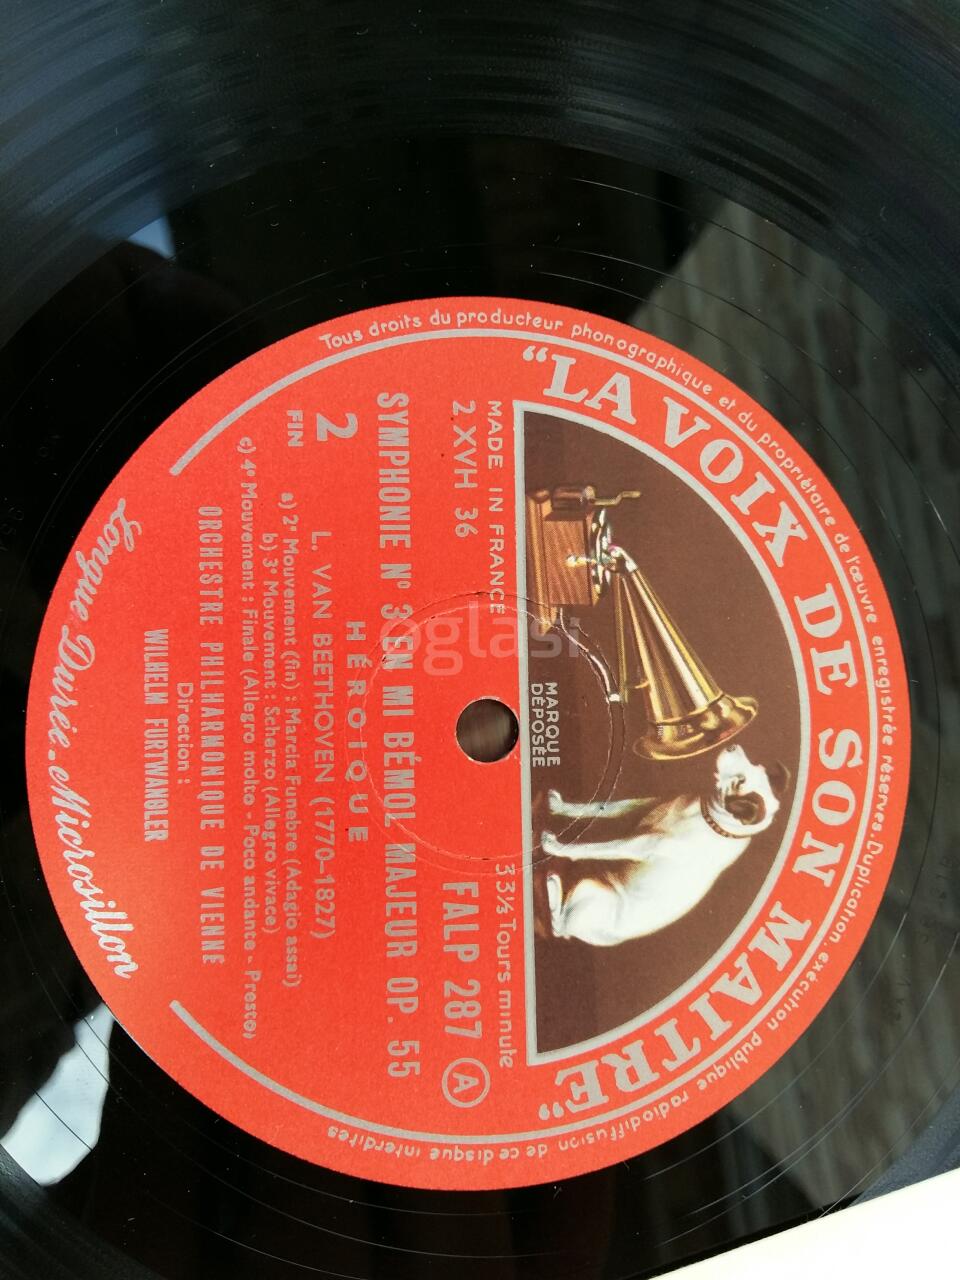 Tous droits du producteur phonographique et du propriétaire de l'œuvre enregistrée réservés. Duplication, exécution publique radiodiffusion de ce disque interdites
"LA VOIX DE SON MAITRE"
MARQUE
DÉPOSÉE
MADE IN FRANCE
33⅓ Tours minute
2 XVH 36
FALP 287 A
SYMPHONIE Nº 3 EN MI BÉMOL MAJEUR OP. 55
HÉROIQUE
2
L. VAN BEETHOVEN (1770-1827)
FIN
a) 2e Mouvement (fin) : Marcia Funebre (Adagio assai)
b) 3e Mouvement : Scherzo (Allegro vivace)
c) 4e Mouvement : Finale (Allegro molto - Poco andante - Presto)
ORCHESTRE PHILHARMONIQUE DE VIENNE
Direction :
WILHELM FURTWANGLER
Longue Durée - Microsillon
oglasi